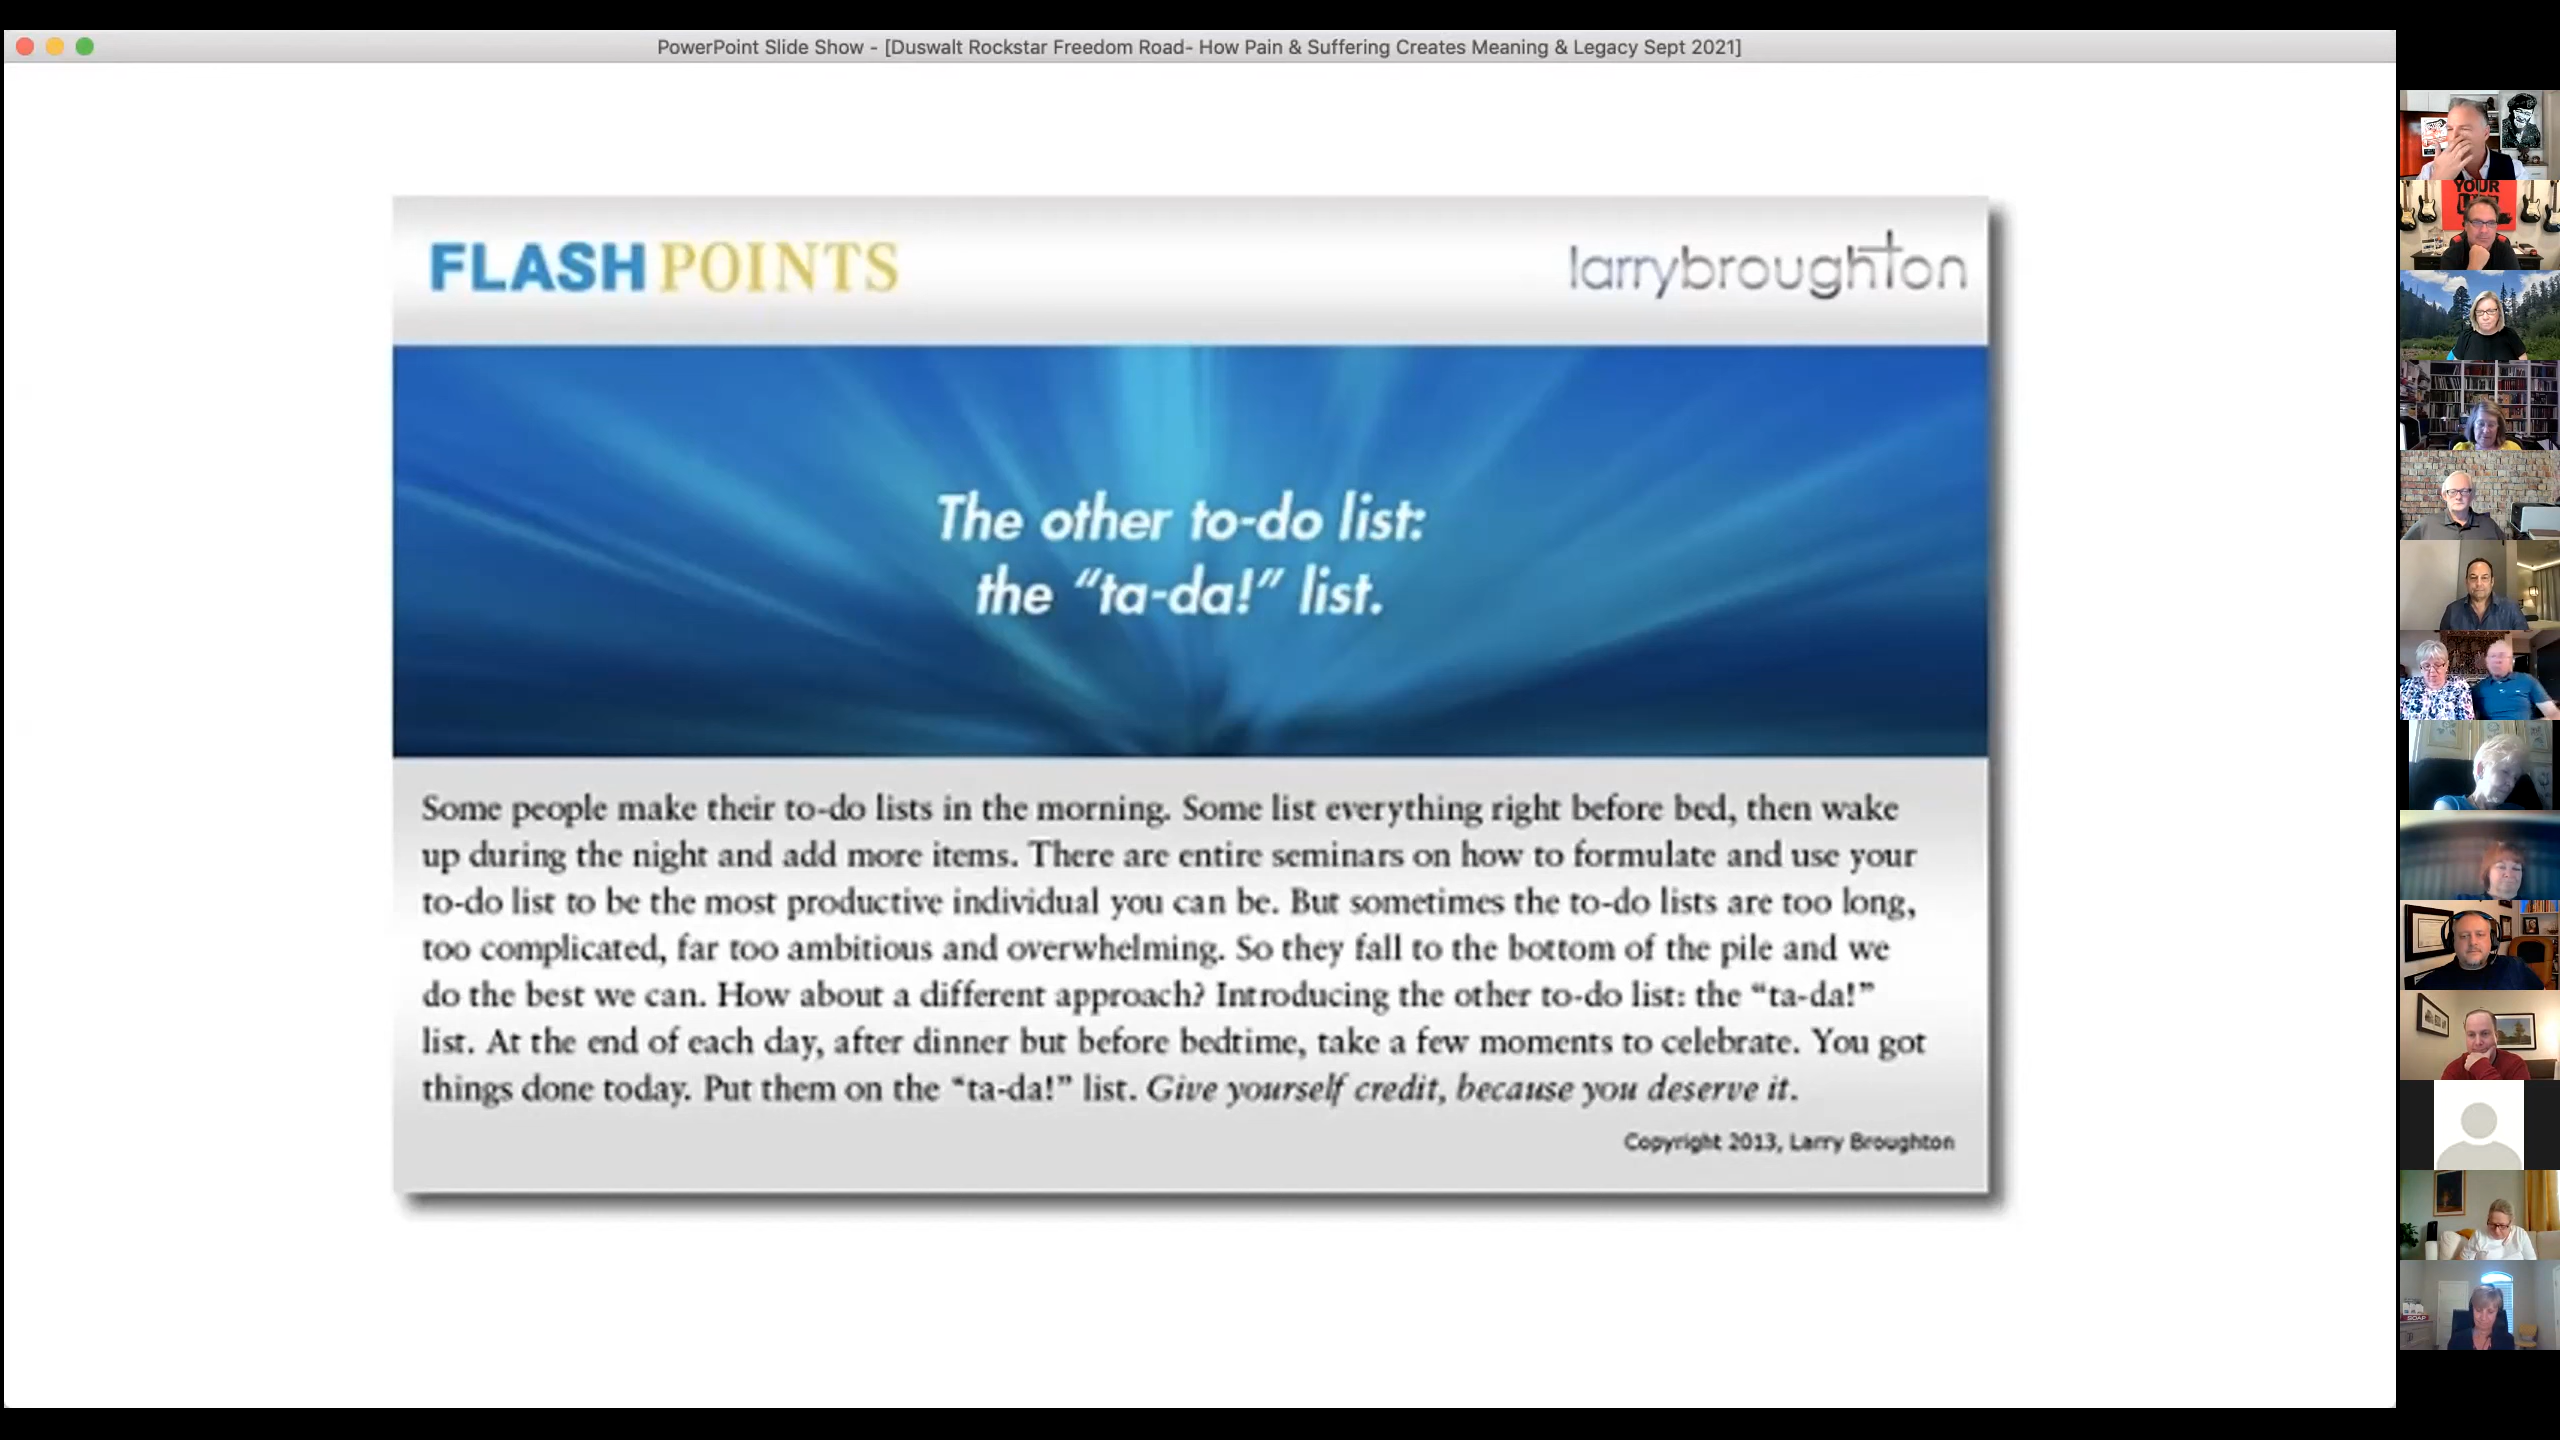 PowerPoint Slide Show - [Duswalt Rockstar Freedom Road- How Pain & Suffering Creates Meaning & Legacy Sept 2021]
FLASHPOINTS
larrybroughton
The other to-do list:
the “ta-da!” list.
Some people make their to-do lists in the morning. Some list everything right before bed, then wake
up during the night and add more items. There are entire seminars on how to formulate and use your
to-do list to be the most productive individual you can be. But sometimes the to-do lists are too long,
too complicated, far too ambitious and overwhelming. So they fall to the bottom of the pile and we
do the best we can. How about a different approach? Introducing the other to-do list: the “ta-da!”
list. At the end of each day, after dinner but before bedtime, take a few moments to celebrate. You got
things done today. Put them on the “ta-da!” list. Give yourself credit, because you deserve it.
Copyright 2013, Larry Broughton
YOUR
SOAP